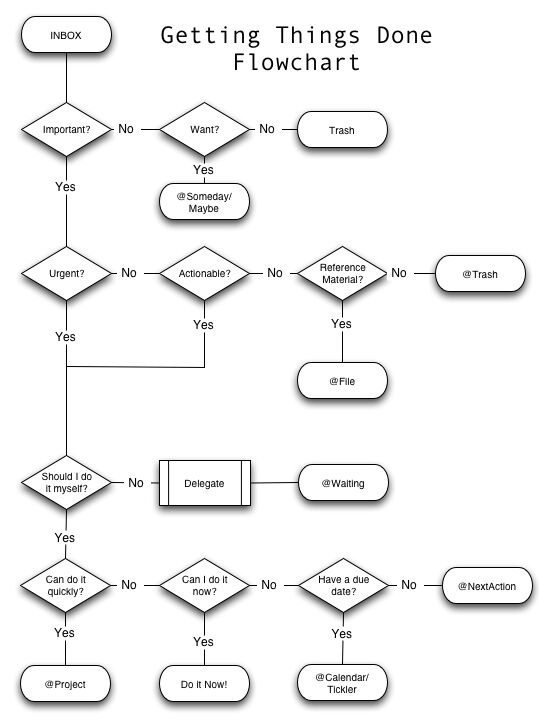 Getting Things Done
Flowchart
INBOX
Important?
No
Want?
No
Trash
Yes
Yes
@Someday/
Maybe
Urgent?
No
Actionable?
No
Reference
Material?
No
@Trash
Yes
Yes
Yes
@File
Should I do
it myself?
No
Delegate
@Waiting
Yes
Can do it
quickly?
No
Can I do it
now?
No
Have a due
date?
No
@NextAction
Yes
Yes
Yes
@Project
Do it Now!
@Calendar/
Tickler